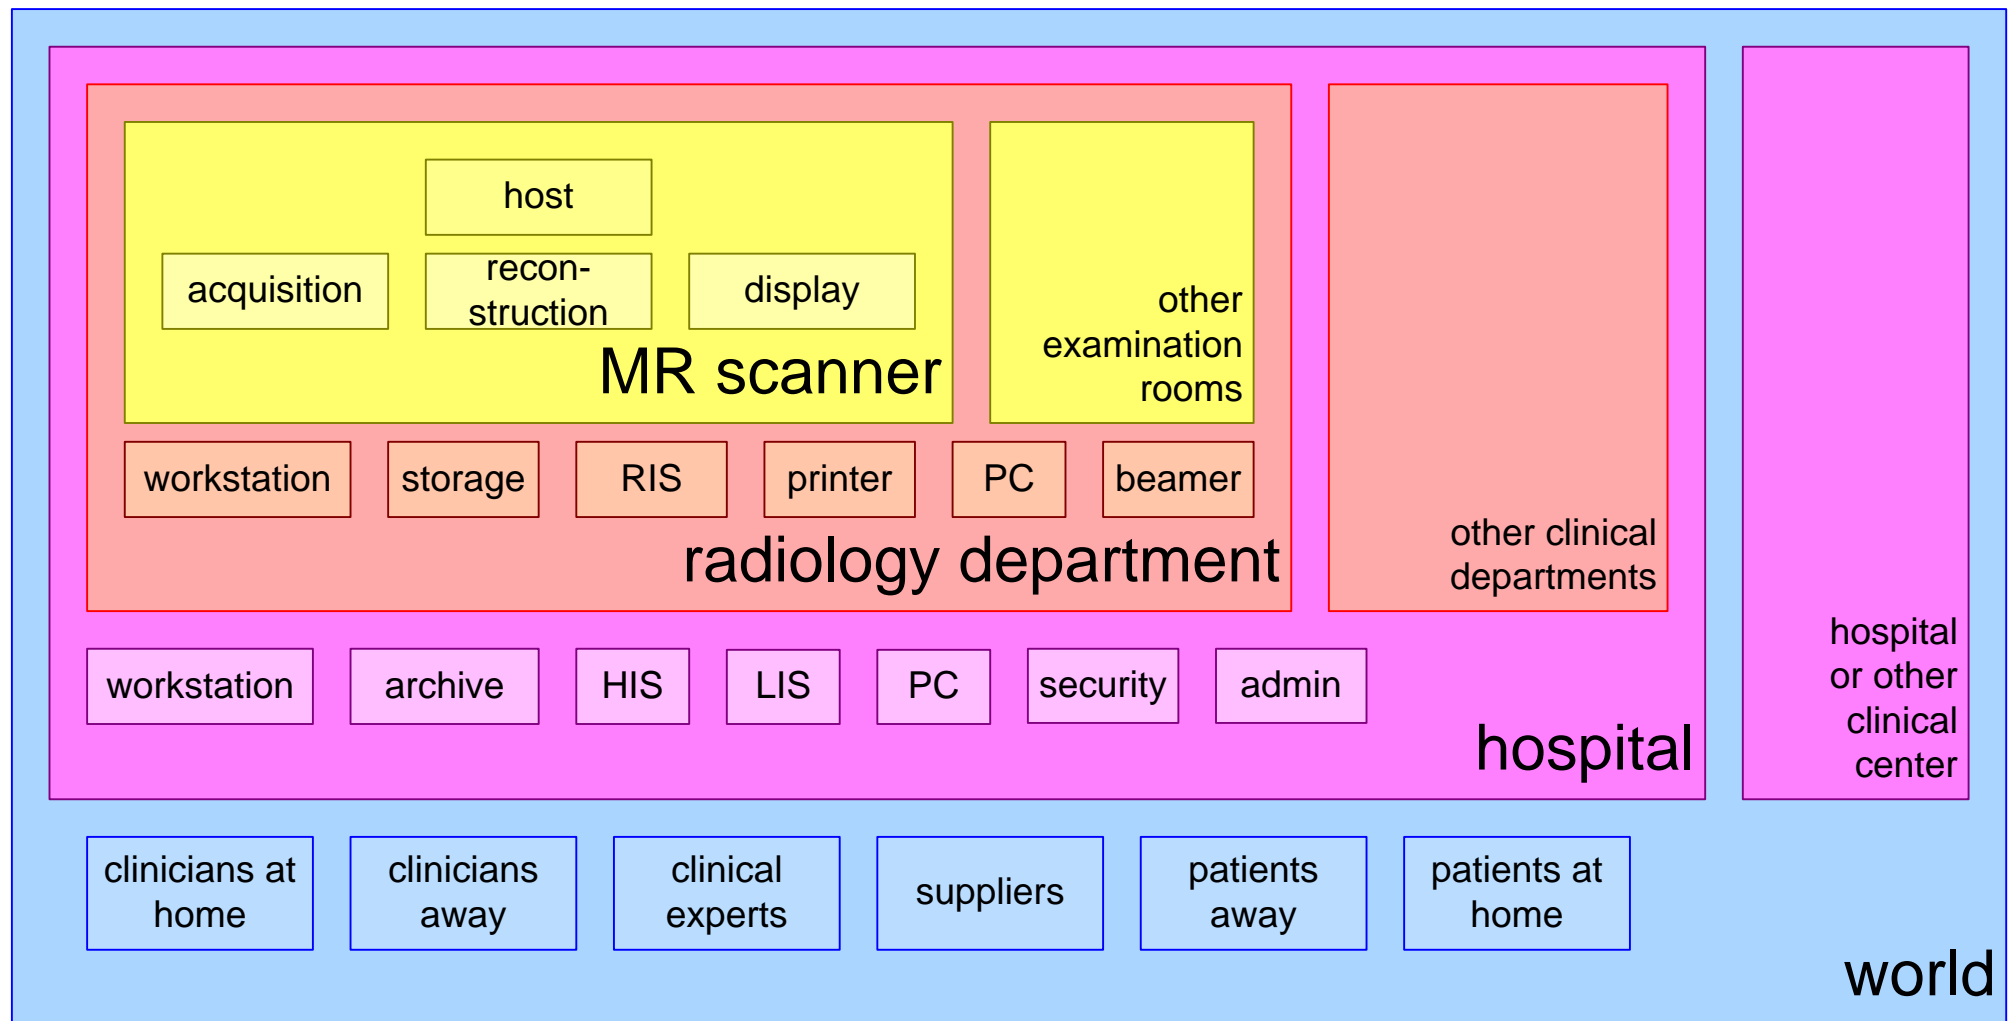 host
acquisition
recon-
struction
display
MR scanner
other
examination
rooms
workstation
storage
RIS
printer
PC
beamer
radiology department
other clinical
departments
workstation
archive
HIS
LIS
PC
security
admin
hospital
hospital
or other
clinical
center
clinicians at
home
clinicians
away
clinical
experts
suppliers
patients
away
patients at
home
world